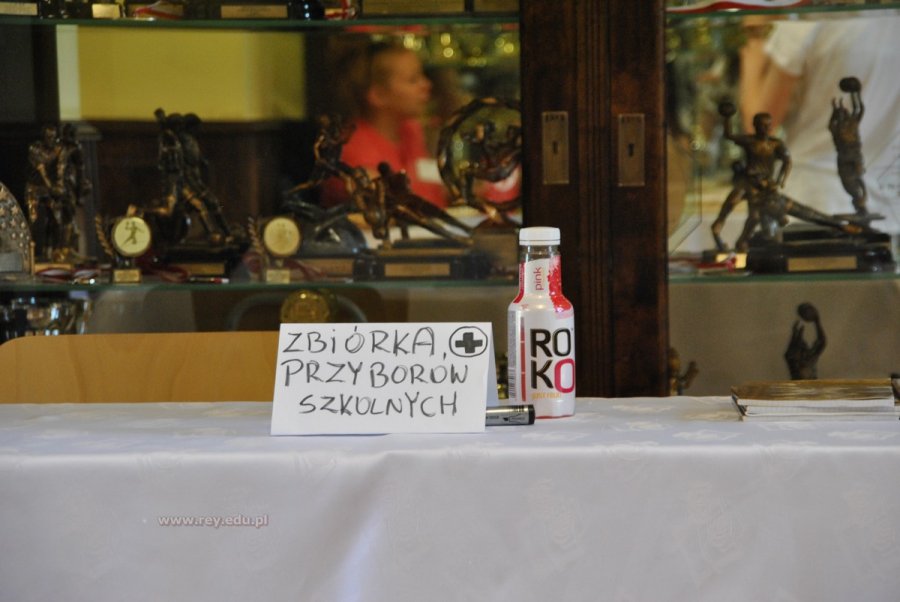 ZBIÓRKA,
PRZYBORÓW
SZKOLNYCH
pink
RO
KO
www.rey.edu.pl